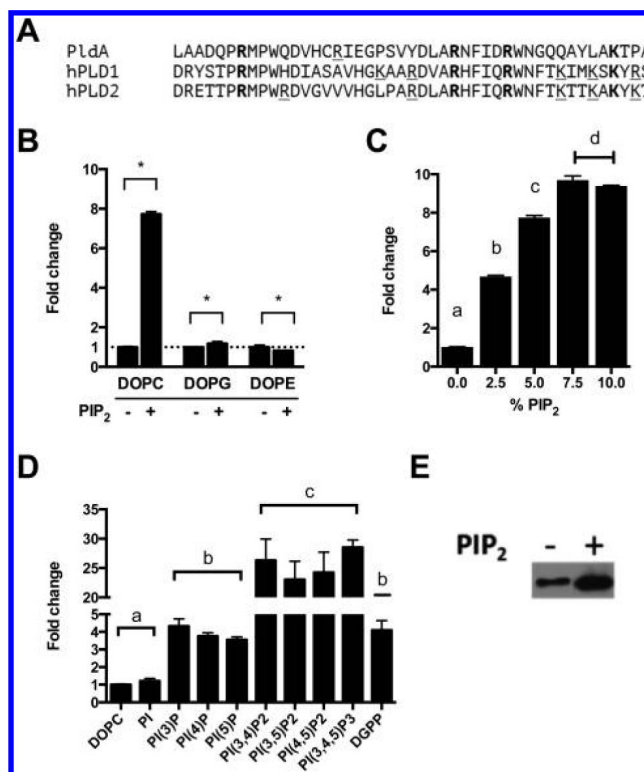 A
PldA LAADQPRMPWQDVHCRIEGPSVYDLARNFIDRWNGQQAYLAKTPA
hPLD1 DRYSTPRMPWHDIASAVHGKAARDVARHFIQRWNFTKIMKSKYRS
hPLD2 DRETTPRMPWRDVGVVVHGLPARDLARHFIQRWNFTKTTKAKYKT
B
C
* * *
a b c d
Fold change
10
8
6
4
2
1
0
DOPC DOPG DOPE
PIP2 - + - + - +
Fold change
10
8
6
4
2
0
0.0 2.5 5.0 7.5 10.0
% PIP2
D
E
a b c b
Fold change
35
30
25
20
5
4
3
2
1
0
DOPC PI PI(3)P PI(4)P PI(5)P PI(3,4)P2 PI(3,5)P2 PI(4,5)P2 PI(3,4,5)P3 DGPP
PIP2 - +